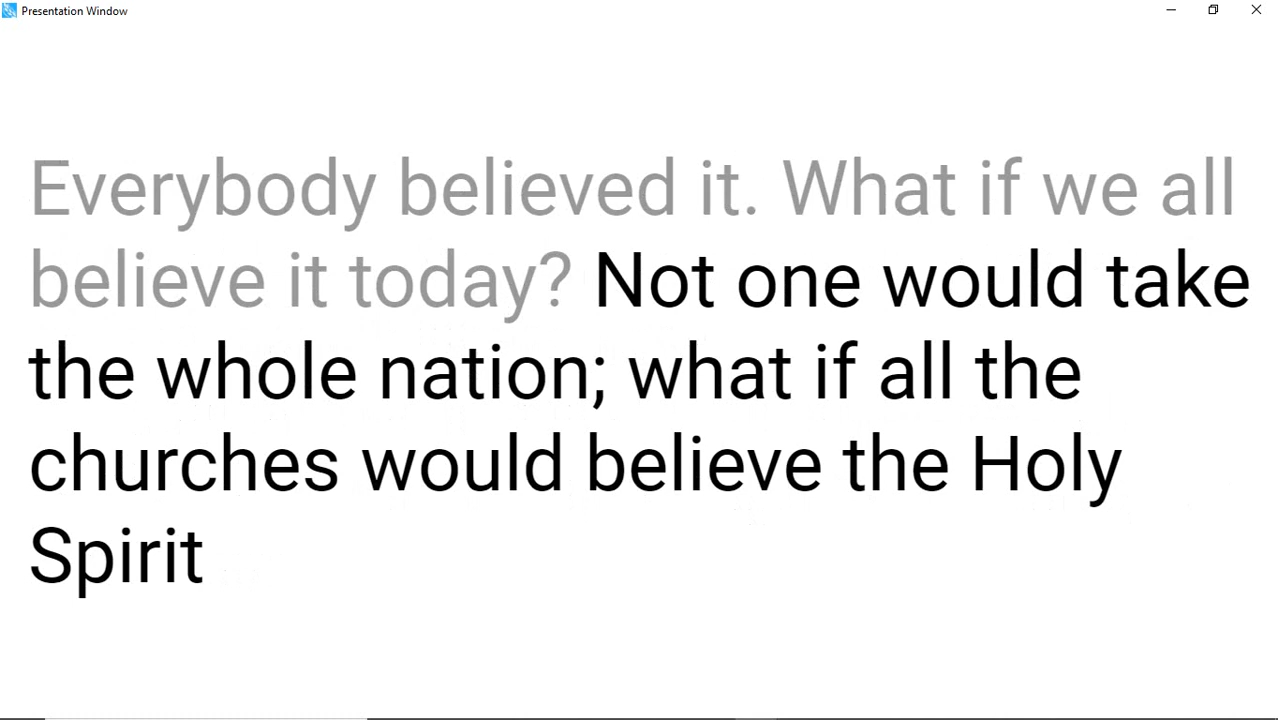 Presentation Window
Everybody believed it. What if we all
believe it today? Not one would take
the whole nation; what if all the
churches would believe the Holy
Spirit